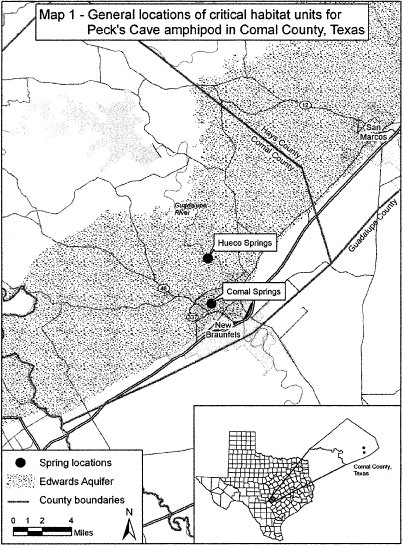 Map 1 - General locations of critical habitat units for
Peck's Cave amphipod in Comal County, Texas
12
San
Marcos
Hays County
Comal County
Guadalupe County
Guadalupe
River
Hueco Springs
46
Comal Springs
New
Braunfels
Spring locations
Edwards Aquifer
County boundaries
0 1 2 4
Miles
N
Comal County,
Texas